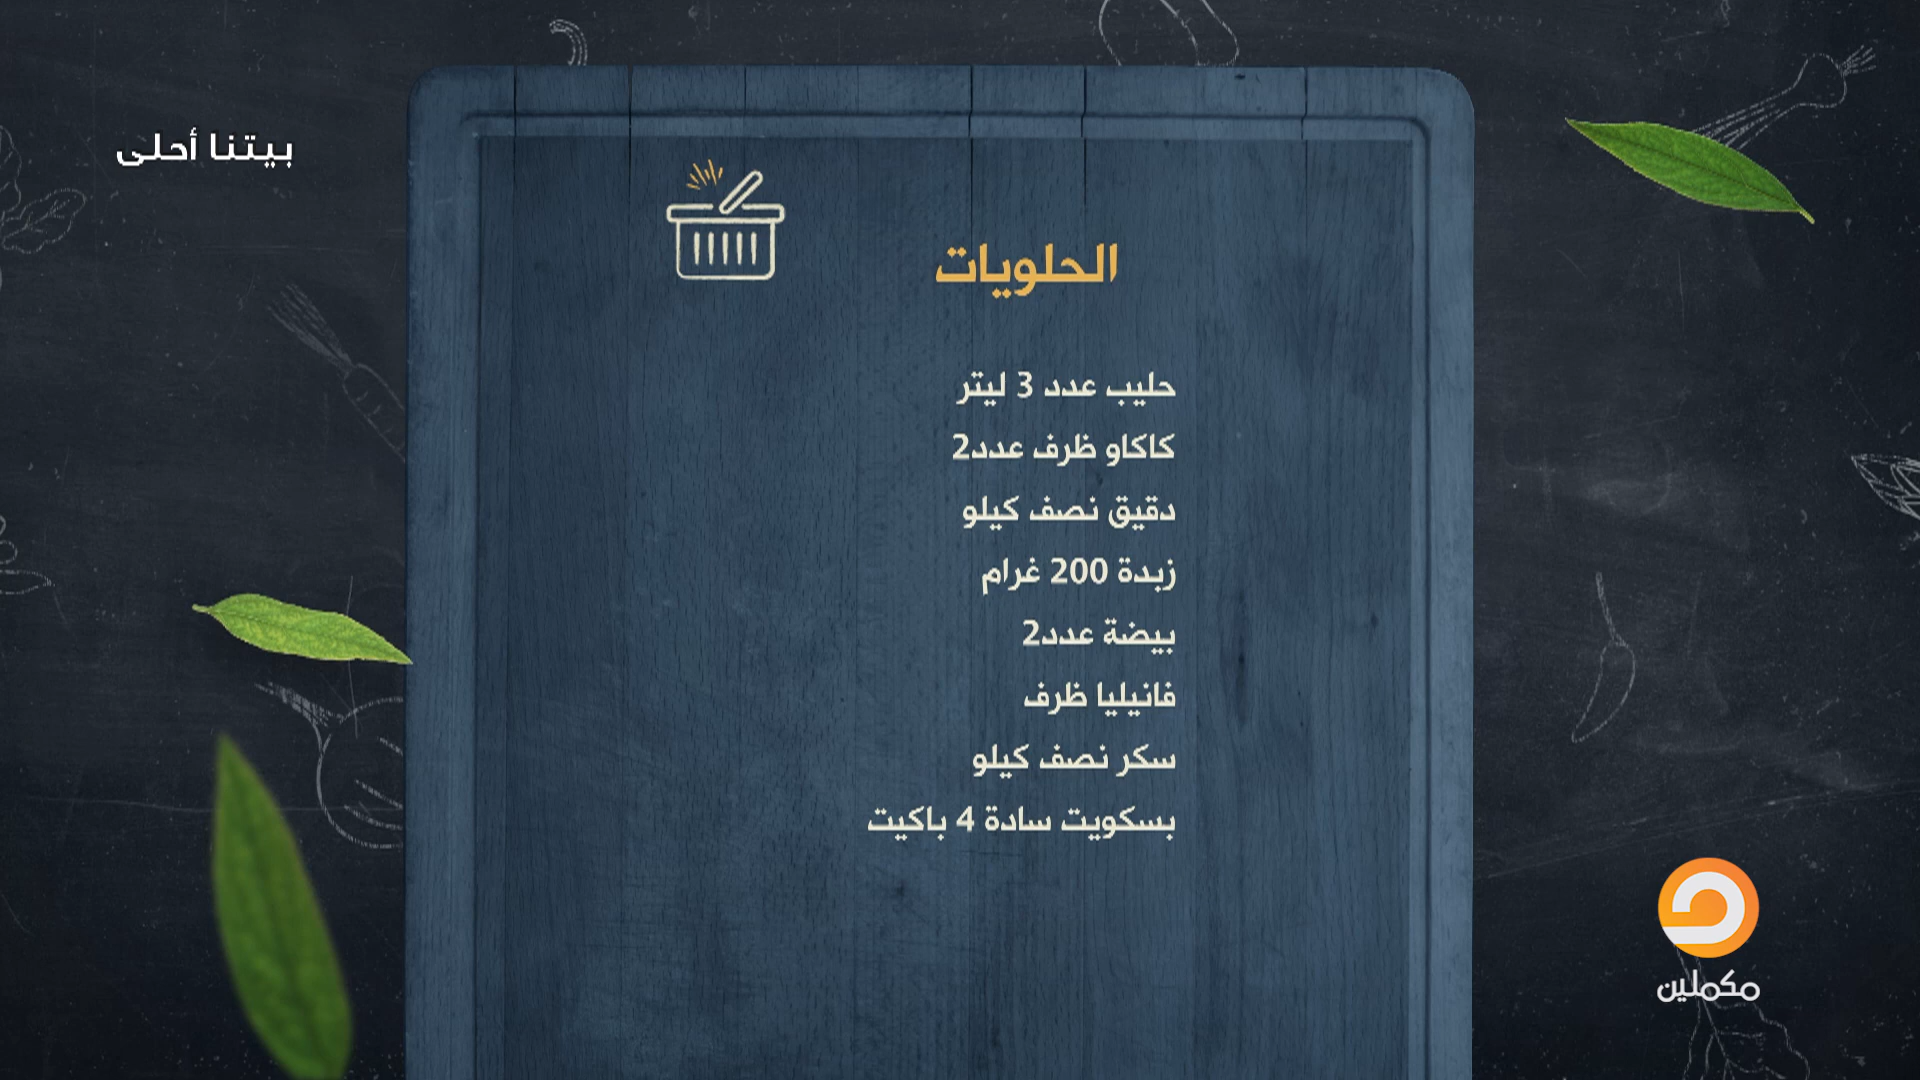 بيتنا أحلى
الحلويات
حليب عدد 3 ليتر
كاكاو ظرف عدد2
دقيق نصف كيلو
زبدة 200 غرام
بيضة عدد2
فانيليا ظرف
سكر نصف كيلو
بسكويت سادة 4 باكيت
مكملين